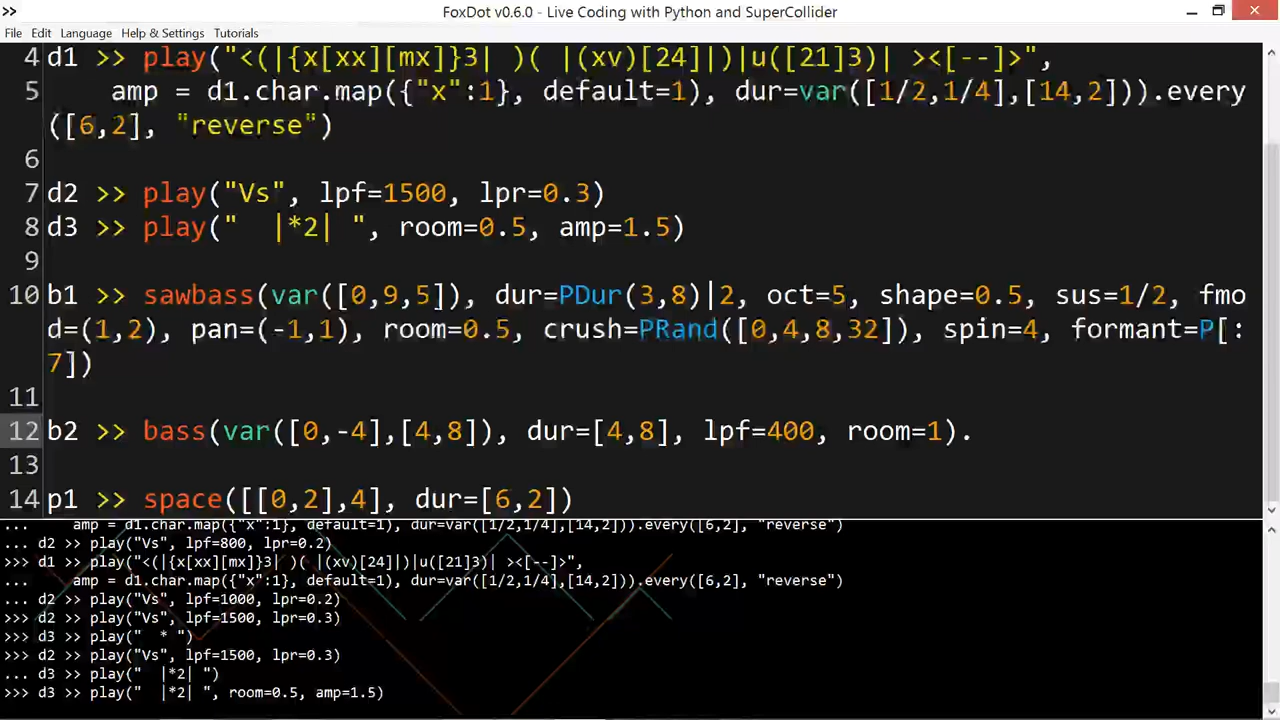 FoxDot v0.6.0 - Live Coding with Python and SuperCollider
File Edit Language Help & Settings Tutorials
4 d1 >> play("<(|{x[xx][mx]}3| )( |(xv)[24]|)|u([21]3)| ><[--]>",
5 amp = d1.char.map({"x":1}, default=1), dur=var([1/2,1/4],[14,2])).every
([6,2], "reverse")
6
7 d2 >> play("Vs", lpf=1500, lpr=0.3)
8 d3 >> play("  |*2| ", room=0.5, amp=1.5)
9
10 b1 >> sawbass(var([0,9,5]), dur=PDur(3,8)|2, oct=5, shape=0.5, sus=1/2, fmo
d=(1,2), pan=(-1,1), room=0.5, crush=PRand([0,4,8,32]), spin=4, formant=P[:
7])
11
12 b2 >> bass(var([0,-4],[4,8]), dur=[4,8], lpf=400, room=1).
13
14 p1 >> space([[0,2],4], dur=[6,2])
... amp = d1.char.map({"x":1}, default=1), dur=var([1/2,1/4],[14,2])).every([6,2], "reverse")
... d2 >> play("Vs", lpf=800, lpr=0.2)
>>> d1 >> play("<(|{x[xx][mx]}3| )( |(xv)[24]|)|u([21]3)| ><[--]>",
... amp = d1.char.map({"x":1}, default=1), dur=var([1/2,1/4],[14,2])).every([6,2], "reverse")
... d2 >> play("Vs", lpf=1000, lpr=0.2)
>>> d2 >> play("Vs", lpf=1500, lpr=0.3)
>>> d3 >> play("  * ")
>>> d2 >> play("Vs", lpf=1500, lpr=0.3)
... d3 >> play("  |*2| ")
>>> d3 >> play("  |*2| ", room=0.5, amp=1.5)